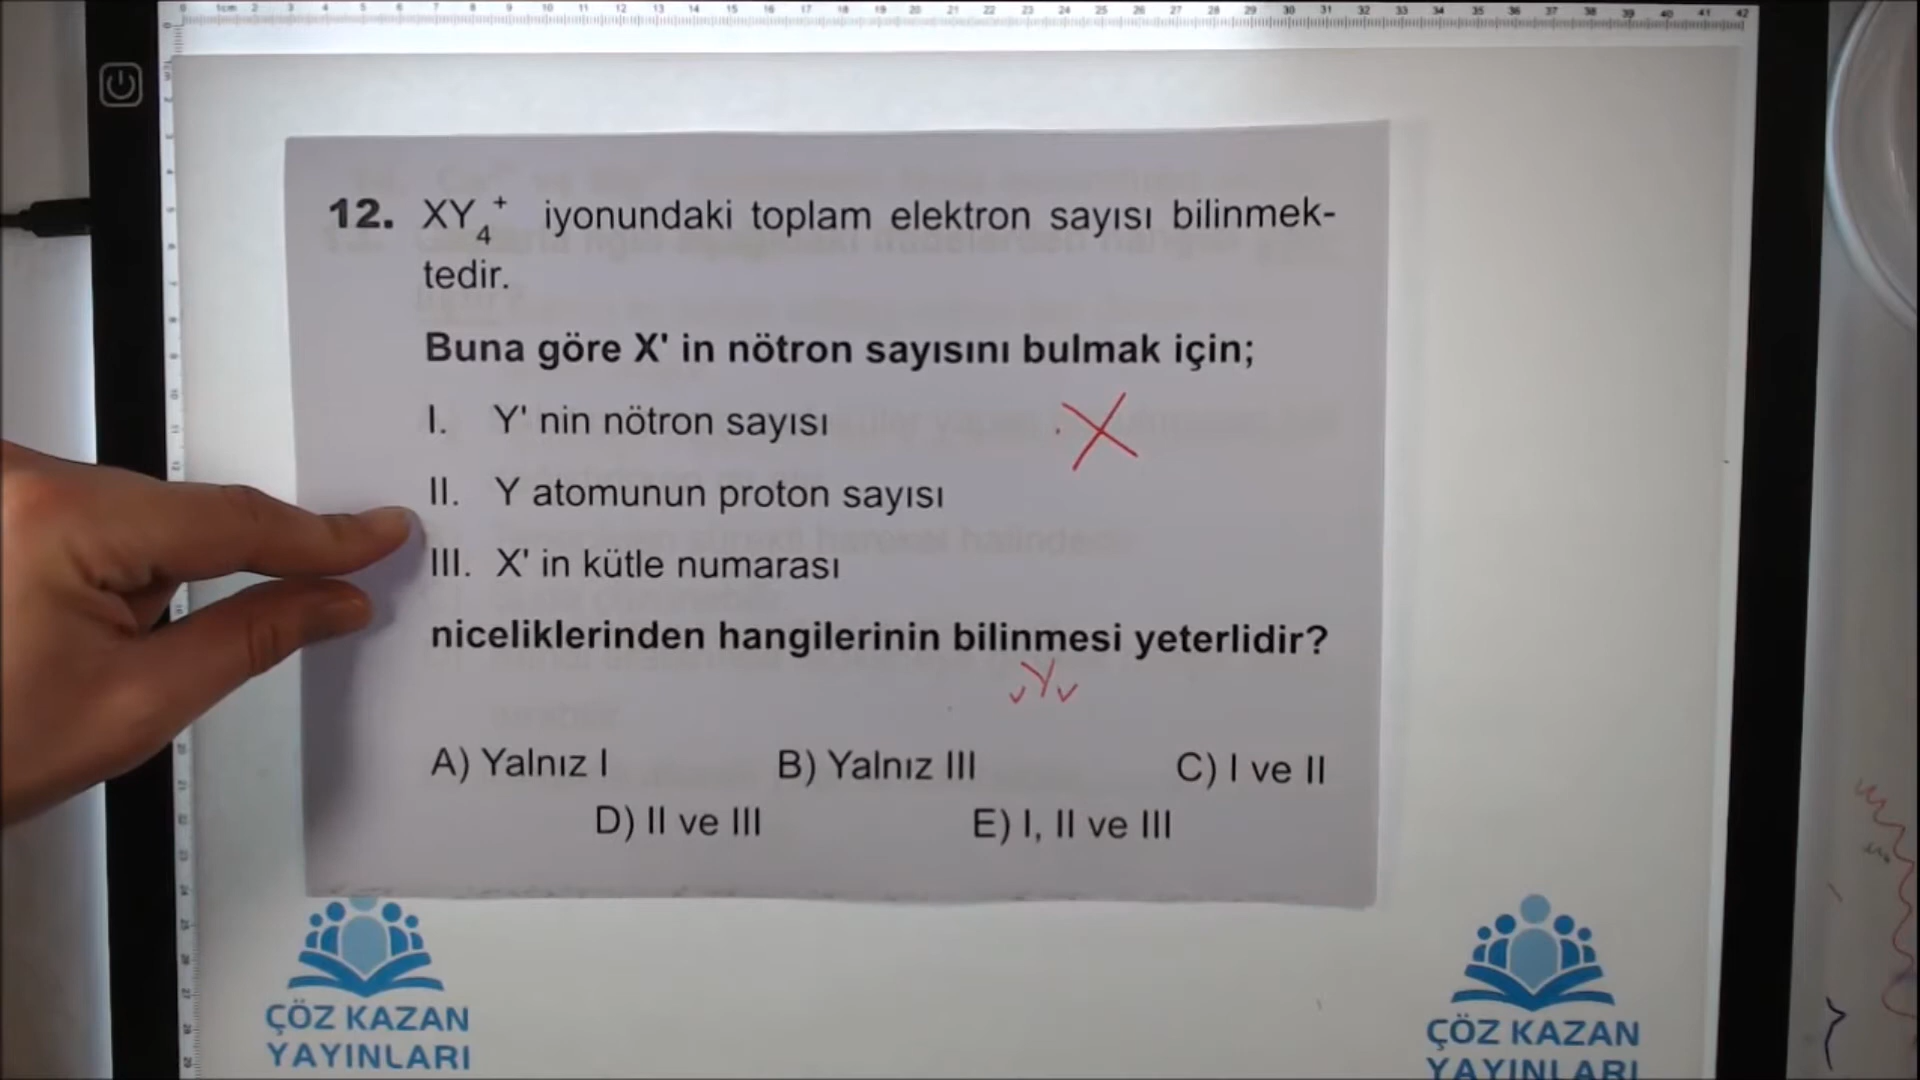 12. XY₄⁺ iyonundaki toplam elektron sayısı bilinmek-
tedir.
Buna göre X' in nötron sayısını bulmak için;
I. Y' nin nötron sayısı
II. Y atomunun proton sayısı
III. X' in kütle numarası
niceliklerinden hangilerinin bilinmesi yeterlidir?
Y
A) Yalnız I B) Yalnız III C) I ve II
D) II ve III E) I, II ve III
ÇÖZ KAZAN
YAYINLARI
ÇÖZ KAZAN
YAYINLARI